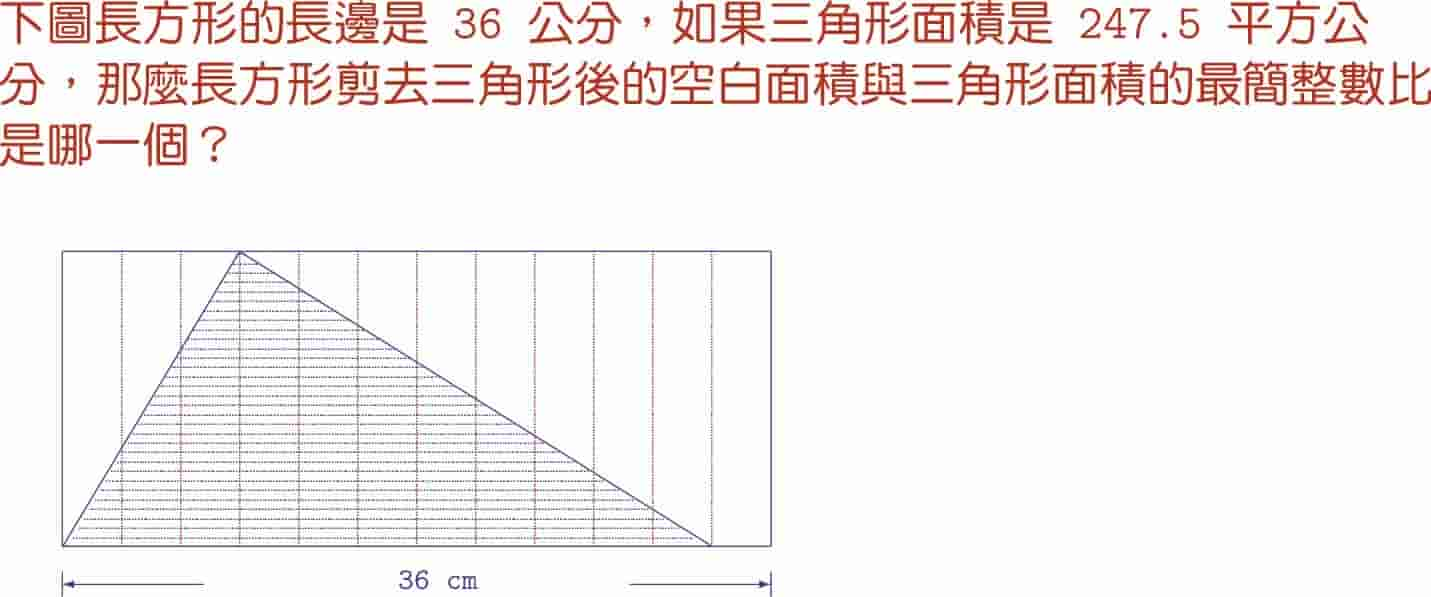 下圖長方形的長邊是 36 公分，如果三角形面積是 247.5 平方公
分，那麼長方形剪去三角形後的空白面積與三角形面積的最簡整數比
是哪一個？
36 cm